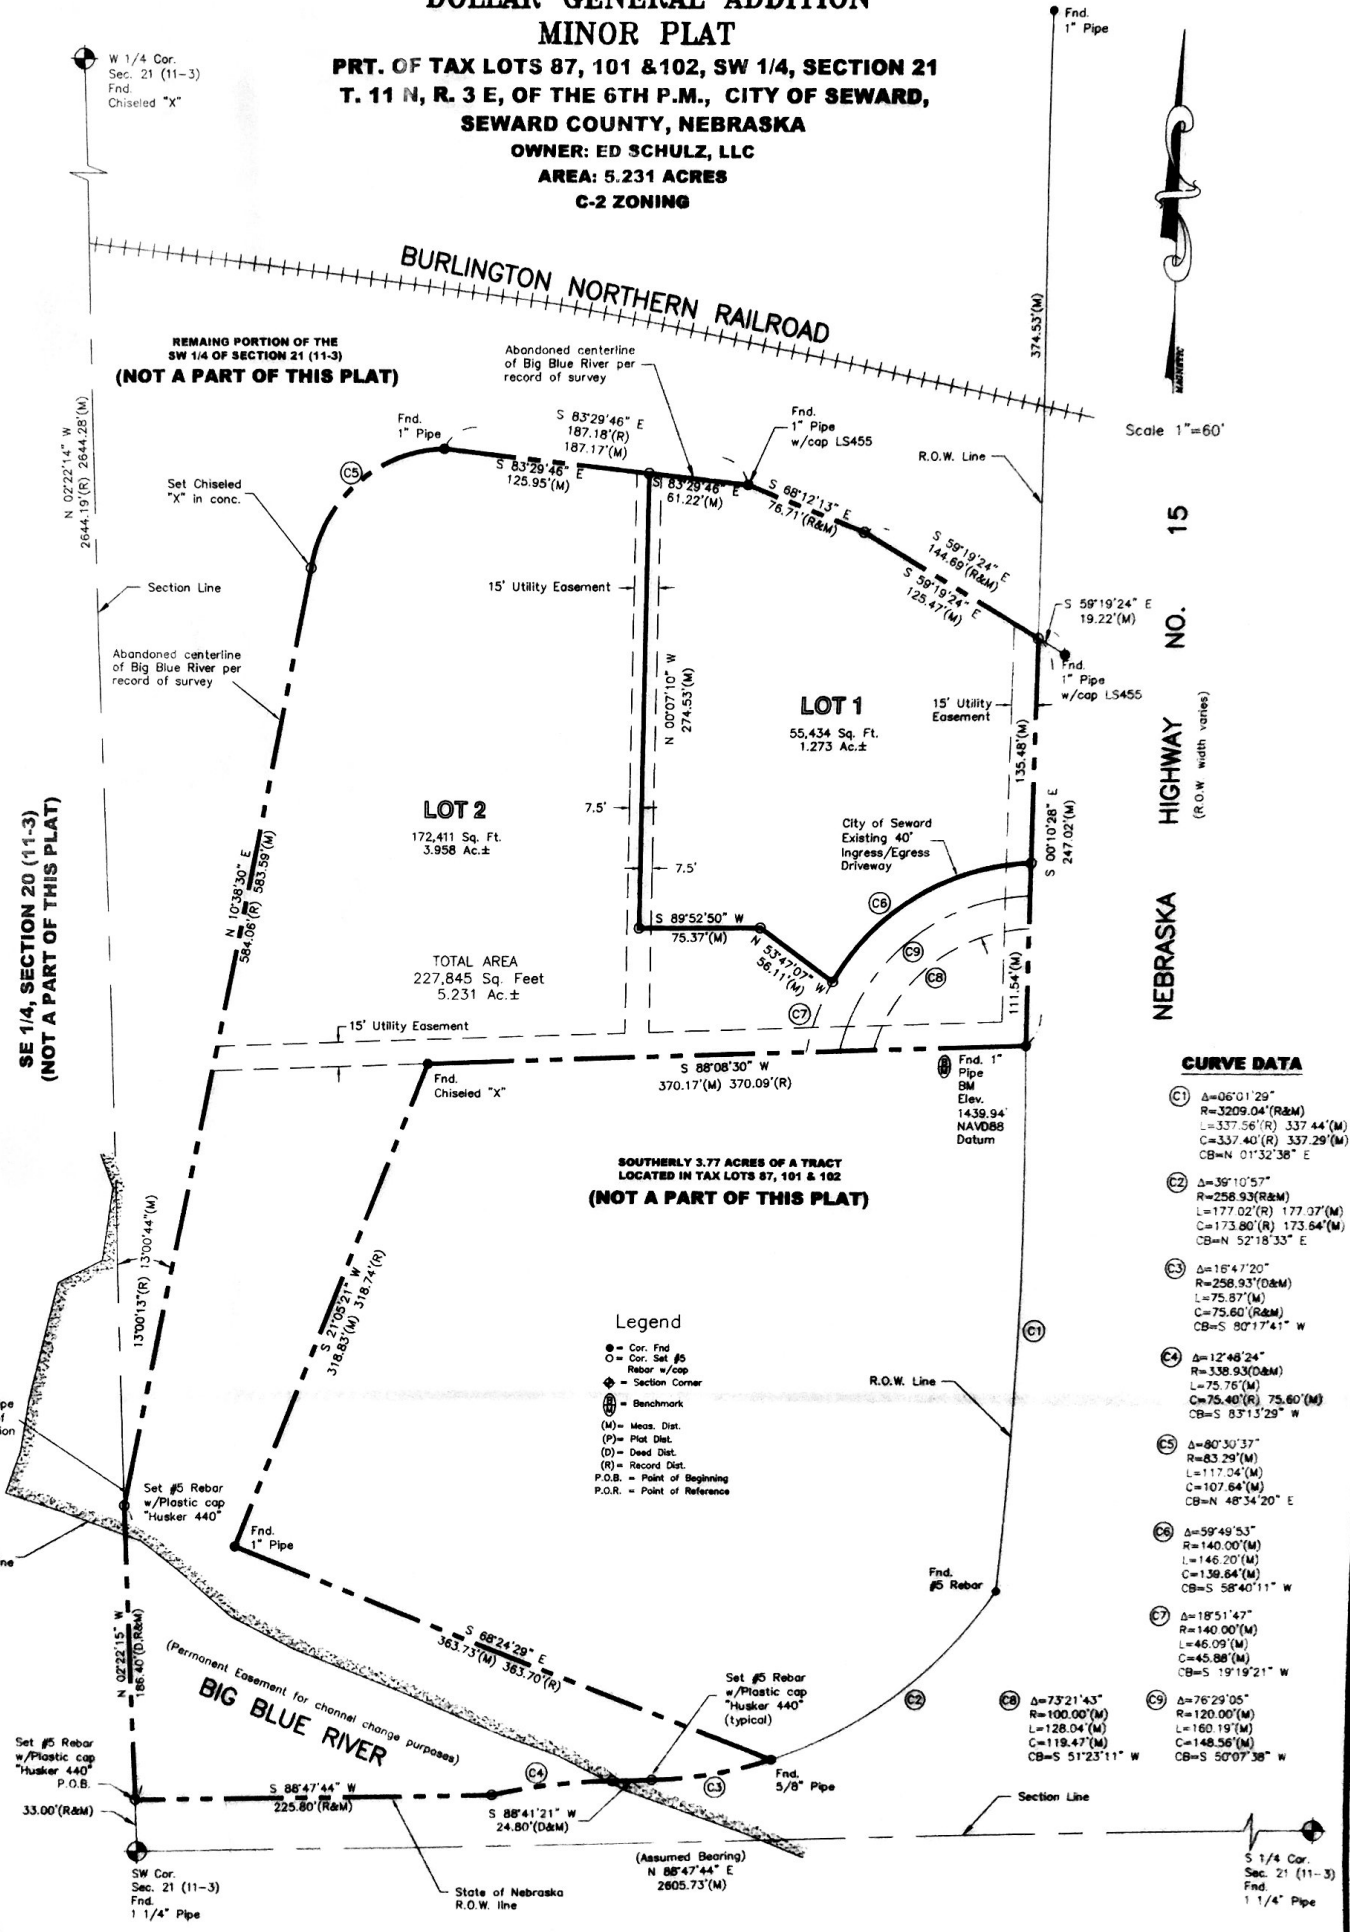 DOLLAR GENERAL ADDITION
MINOR PLAT
PRT. OF TAX LOTS 87, 101 &102, SW 1/4, SECTION 21
T. 11 N, R. 3 E, OF THE 6TH P.M., CITY OF SEWARD,
SEWARD COUNTY, NEBRASKA
OWNER: ED SCHULZ, LLC
AREA: 5.231 ACRES
C-2 ZONING
W 1/4 Cor.
Sec. 21 (11-3)
Fnd.
Chiseled "X"
Fnd.
1" Pipe
374.53'(M)
MAGNETIC
Scale 1"=60'
BURLINGTON NORTHERN RAILROAD
REMAING PORTION OF THE
SW 1/4 OF SECTION 21 (11-3)
(NOT A PART OF THIS PLAT)
Abandoned centerline
of Big Blue River per
record of survey
Fnd.
1" Pipe
S 83°29'46" E
187.18'(R)
187.17'(M)
Fnd.
1" Pipe
w/cap LS455
R.O.W. Line
N 02°22'14" W
2644.19'(R) 2644.28'(M)
C5
S 83°29'46" E
125.95'(M)
S 83°29'46" E
61.22'(M)
S 68°12'13" E
76.71'(R&M)
S 59°19'24" E
144.69'(R&M)
S 59°19'24" E
125.47'(M)
S 59°19'24" E
19.22'(M)
Fnd.
1" Pipe
w/cap LS455
Set Chiseled
"X" in conc.
Section Line
15' Utility Easement
Abandoned centerline
of Big Blue River per
record of survey
N 00°07'10" W
274.53'(M)
LOT 1
55,434 Sq. Ft.
1.273 Ac.±
15' Utility
Easement
135.48'(M)
S 00°10'28" E
247.02'(M)
NEBRASKA HIGHWAY NO. 15
(R.O.W width varies)
LOT 2
172,411 Sq. Ft.
3.958 Ac.±
7.5'
7.5'
City of Seward
Existing 40'
Ingress/Egress
Driveway
C6
C9
C8
C7
SE 1/4, SECTION 20 (11-3)
(NOT A PART OF THIS PLAT)
N 10°38'30" E
584.06'(R) 583.59'(M)
S 89°52'50" W
75.37'(M)
N 53°47'07" W
56.11'(M)
111.54'(M)
TOTAL AREA
227,845 Sq. Feet
5.231 Ac.±
15' Utility Easement
S 88°08'30" W
370.17'(M) 370.09'(R)
Fnd.
Chiseled "X"
BM
Fnd. 1"
Pipe
BM
Elev.
1439.94'
NAVD88
Datum
SOUTHERLY 3.77 ACRES OF A TRACT
LOCATED IN TAX LOTS 87, 101 & 102
(NOT A PART OF THIS PLAT)
13°00'13"(R) 13°00'44"(M)
S 21°05'21" W
318.83'(M) 318.74'(R)
Legend
= Cor. Fnd
= Cor. Set #5
Rebar w/cap
= Section Corner
= Benchmark
(M)= Meas. Dist.
(P)= Plat Dist.
(D)= Deed Dist.
(R)= Record Dist.
P.O.B. = Point of Beginning
P.O.R. = Point of Reference
C1
R.O.W. Line
Set #5 Rebar
w/Plastic cap
"Husker 440"
Fnd.
1" Pipe
Fnd.
#5 Rebar
N 02°22'15" W
186.40'(D,R&M)
S 68°24'29" E
363.73'(M) 363.70'(R)
(Permanent Easement for channel change purposes)
BIG BLUE RIVER
Set #5 Rebar
w/Plastic cap
"Husker 440"
(typical)
C2
Set #5 Rebar
w/Plastic cap
"Husker 440"
P.O.B.
33.00'(R&M)
S 88°47'44" W
225.80'(R&M)
C4
C3
S 88°41'21" W
24.80'(D&M)
Fnd.
5/8" Pipe
Section Line
(Assumed Bearing)
N 88°47'44" E
2605.73'(M)
SW Cor.
Sec. 21 (11-3)
Fnd.
1 1/4" Pipe
State of Nebraska
R.O.W. line
S 1/4 Cor.
Sec. 21 (11-3)
Fnd.
1 1/4" Pipe
CURVE DATA
C1 Δ=06°01'29"
R=3209.04'(R&M)
L=337.56'(R) 337.44'(M)
C=337.40'(R) 337.29'(M)
CB=N 01°32'38" E
C2 Δ=39°10'57"
R=258.93(R&M)
L=177.02'(R) 177.07'(M)
C=173.80'(R) 173.64'(M)
CB=N 52°18'33" E
C3 Δ=16°47'20"
R=258.93'(D&M)
L=75.87'(M)
C=75.60'(R&M)
CB=S 80°17'41" W
C4 Δ=12°48'24"
R=338.93(D&M)
L=75.76'(M)
C=75.40'(R) 75.60'(M)
CB=S 83°13'29" W
C5 Δ=80°30'37"
R=83.29'(M)
L=117.04'(M)
C=107.64'(M)
CB=N 48°34'20" E
C6 Δ=59°49'53"
R=140.00'(M)
L=146.20'(M)
C=139.64'(M)
CB=S 58°40'11" W
C7 Δ=18°51'47"
R=140.00'(M)
L=46.09'(M)
C=45.88'(M)
CB=S 19°19'21" W
C8 Δ=73°21'43"
R=100.00'(M)
L=128.04'(M)
C=119.47'(M)
CB=S 51°23'11" W
C9 Δ=76°29'05"
R=120.00'(M)
L=160.19'(M)
C=148.56'(M)
CB=S 50°07'38" W